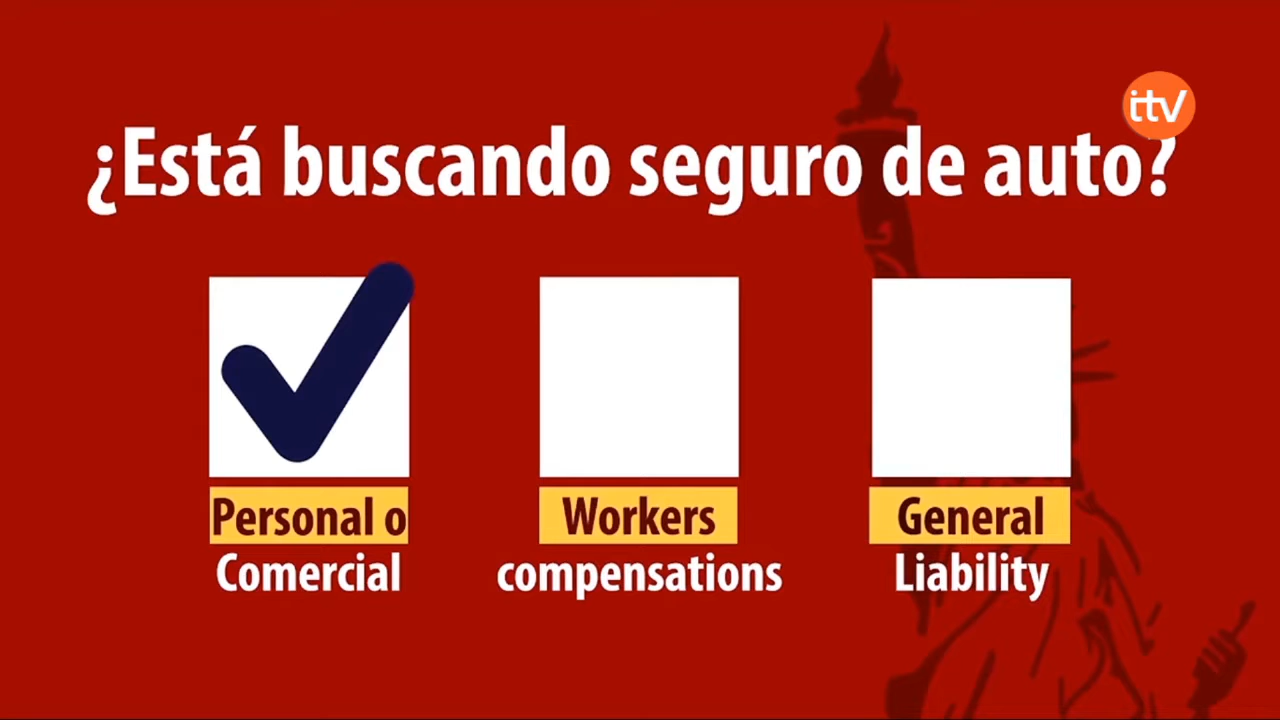 itv
¿Está buscando seguro de auto?
Personal o
Comercial
Workers
compensations
General
Liability